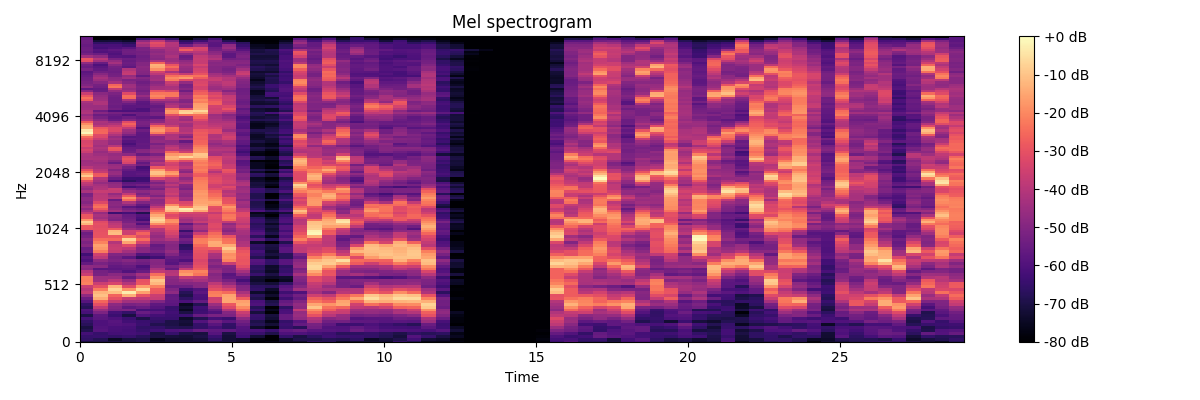 Mel spectrogram
8192
4096
2048
1024
512
0
Hz
0 5 10 15 20 25
Time
+0 dB
-10 dB
-20 dB
-30 dB
-40 dB
-50 dB
-60 dB
-70 dB
-80 dB